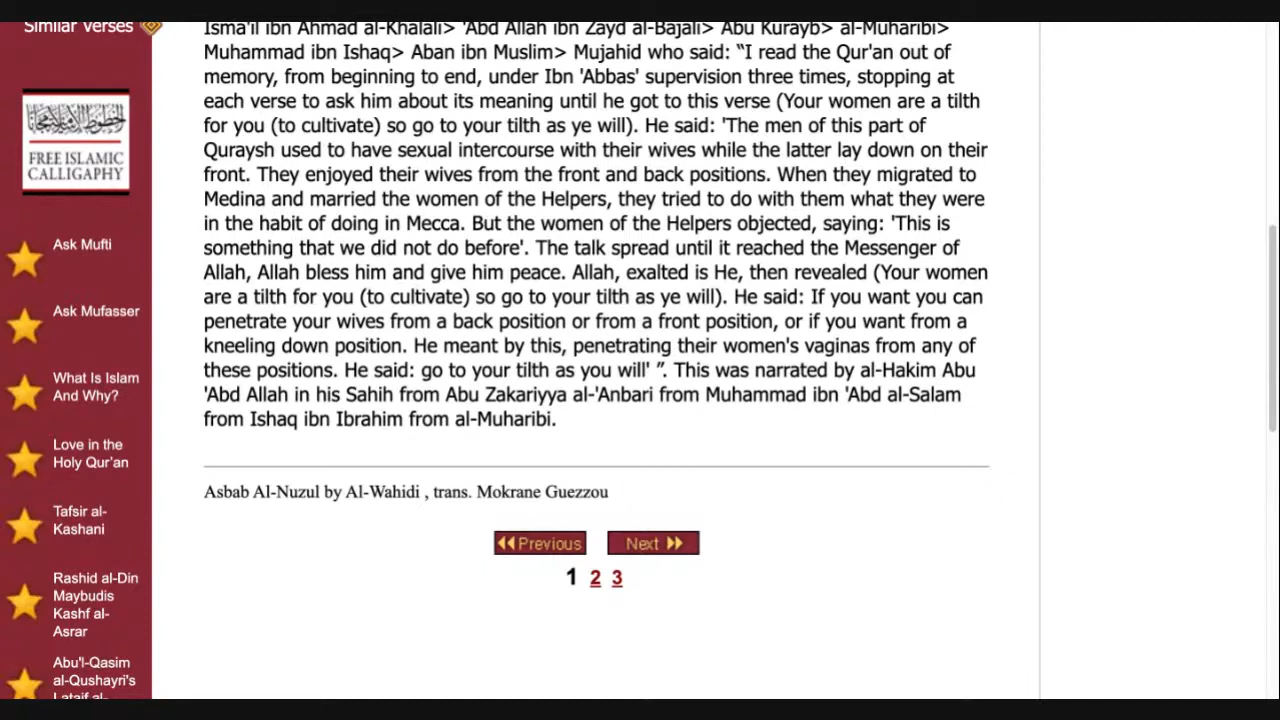 Similar Verses
Isma'il ibn Ahmad al-Khalali> 'Abd Allah ibn Zayd al-Bajali> Abu Kurayb> al-Muharibi>
Muhammad ibn Ishaq> Aban ibn Muslim> Mujahid who said: “I read the Qur'an out of
memory, from beginning to end, under Ibn 'Abbas' supervision three times, stopping at
each verse to ask him about its meaning until he got to this verse (Your women are a tilth
for you (to cultivate) so go to your tilth as ye will). He said: 'The men of this part of
Quraysh used to have sexual intercourse with their wives while the latter lay down on their
front. They enjoyed their wives from the front and back positions. When they migrated to
Medina and married the women of the Helpers, they tried to do with them what they were
in the habit of doing in Mecca. But the women of the Helpers objected, saying: 'This is
something that we did not do before'. The talk spread until it reached the Messenger of
Allah, Allah bless him and give him peace. Allah, exalted is He, then revealed (Your women
are a tilth for you (to cultivate) so go to your tilth as ye will). He said: If you want you can
penetrate your wives from a back position or from a front position, or if you want from a
kneeling down position. He meant by this, penetrating their women's vaginas from any of
these positions. He said: go to your tilth as you will' ”. This was narrated by al-Hakim Abu
'Abd Allah in his Sahih from Abu Zakariyya al-'Anbari from Muhammad ibn 'Abd al-Salam
from Ishaq ibn Ibrahim from al-Muharibi.
Asbab Al-Nuzul by Al-Wahidi , trans. Mokrane Guezzou
Previous Next
1 2 3
FREE ISLAMIC
CALLIGAPHY
Ask Mufti
Ask Mufasser
What Is Islam
And Why?
Love in the
Holy Qur’an
Tafsir al-
Kashani
Rashid al-Din
Maybudis
Kashf al-
Asrar
Abu'l-Qasim
al-Qushayri's
Lataif al-